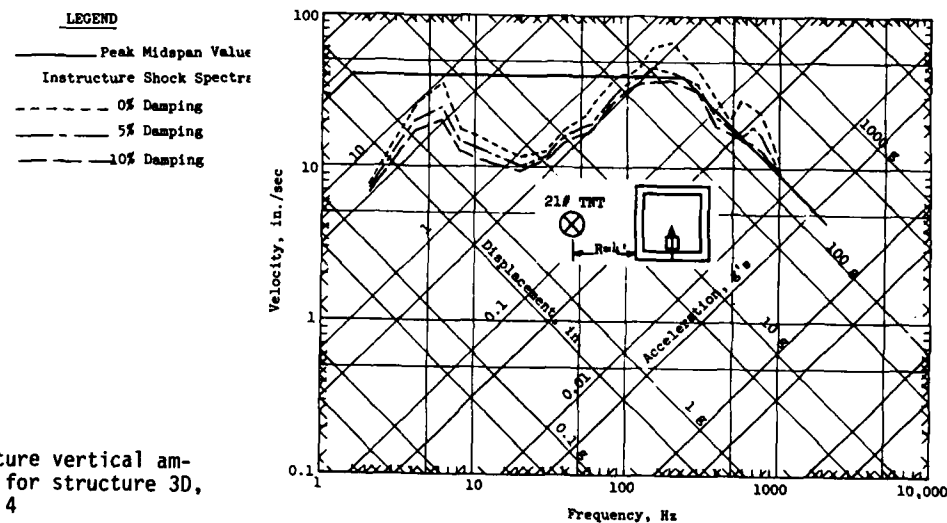 LEGEND
Peak Midspan Value
Instructure Shock Spectra
0% Damping
5% Damping
10% Damping
100
10
1
0.1
Velocity, in./sec
10
1
0.1
0.01
0.1 g
1 g
10 g
100 g
1000 g
Displacement, in
Acceleration, g's
21# TNT
R=4'
1
10
100
1000
10,000
Frequency, Hz
ture vertical am-
for structure 3D,
4